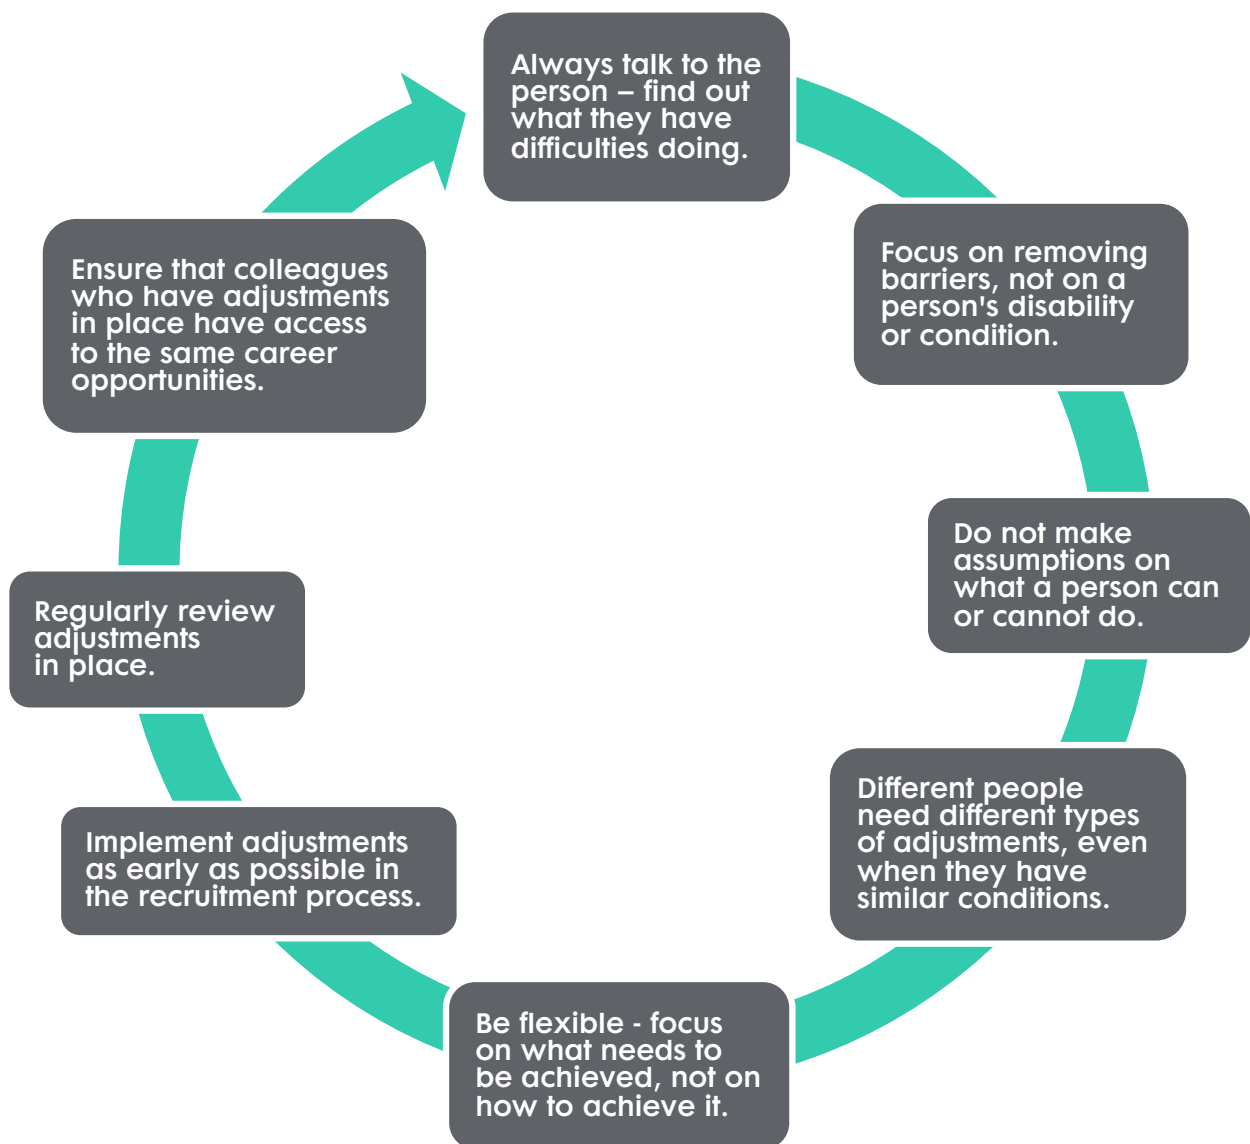 Always talk to the
person – find out
what they have
difficulties doing.
Focus on removing
barriers, not on a
person's disability
or condition.
Do not make
assumptions on
what a person can
or cannot do.
Different people
need different types
of adjustments, even
when they have
similar conditions.
Be flexible - focus
on what needs to
be achieved, not on
how to achieve it.
Implement adjustments
as early as possible in
the recruitment process.
Regularly review
adjustments
in place.
Ensure that colleagues
who have adjustments
in place have access
to the same career
opportunities.